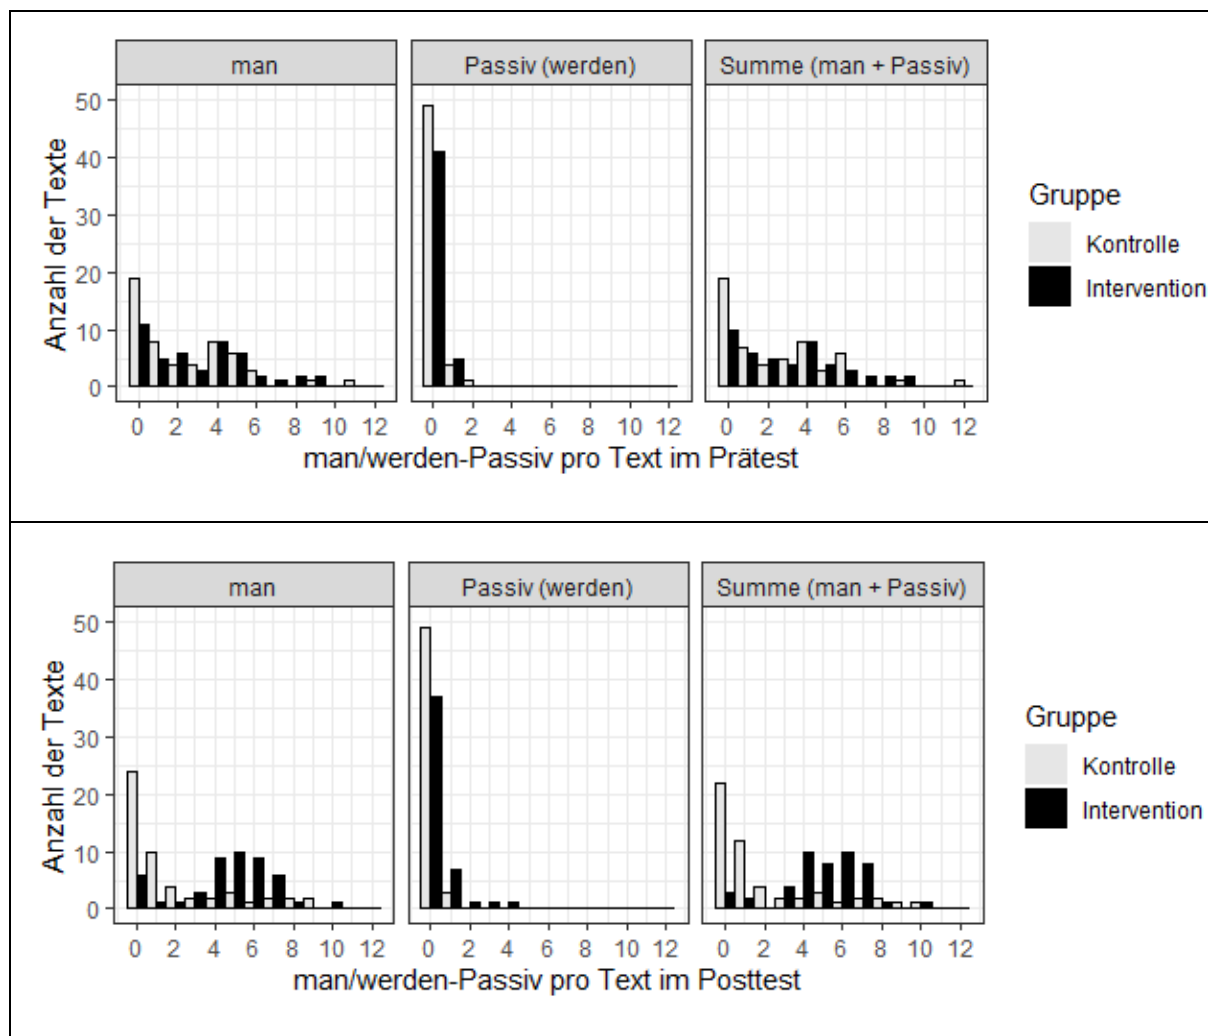 man Passiv (werden) Summe (man + Passiv)
50
40
30
20
10
0
Anzahl der Texte
0 2 4 6 8 10 12 0 2 4 6 8 10 12 0 2 4 6 8 10 12
man/werden-Passiv pro Text im Prätest
Gruppe
Kontrolle
Intervention
man Passiv (werden) Summe (man + Passiv)
50
40
30
20
10
0
Anzahl der Texte
0 2 4 6 8 10 12 0 2 4 6 8 10 12 0 2 4 6 8 10 12
man/werden-Passiv pro Text im Posttest
Gruppe
Kontrolle
Intervention